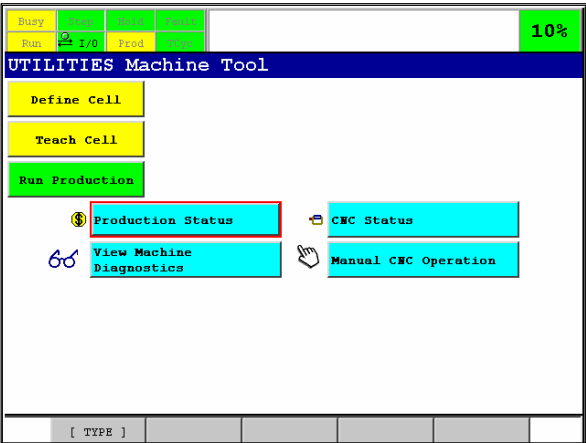 Busy Step Hold Fault
Run I/O Prod TCyc
10%
UTILITIES Machine Tool
Define Cell
Teach Cell
Run Production
Production Status
CNC Status
View Machine
Diagnostics
Manual CNC Operation
[ TYPE ]